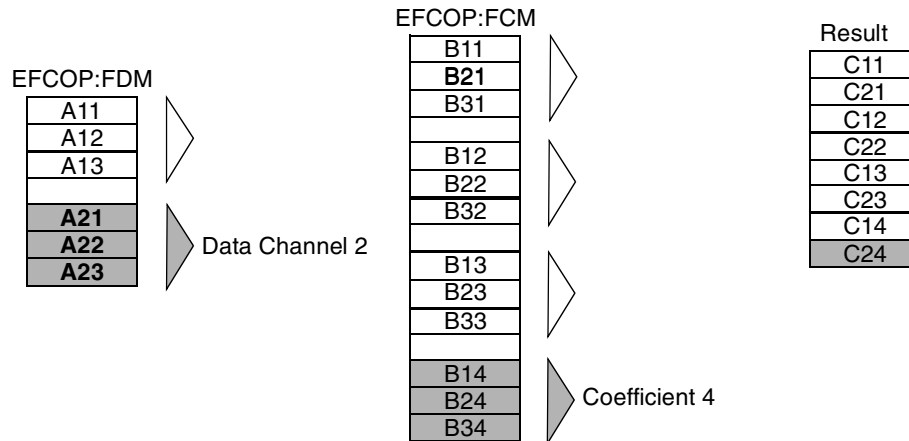 EFCOP:FDM
A11
A12
A13
A21
A22
A23
Data Channel 2
EFCOP:FCM
B11
B21
B31
B12
B22
B32
B13
B23
B33
B14
B24
B34
Coefficient 4
Result
C11
C21
C12
C22
C13
C23
C14
C24